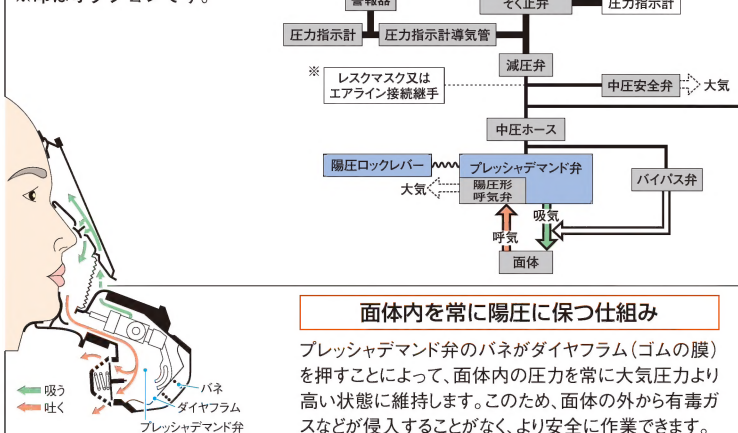 ※印はオプションです。
警報器
そく止弁
圧力指示計
圧力指示計
圧力指示計導気管
減圧弁
※
レスクマスク又は
エアライン接続継手
中圧安全弁
大気
中圧ホース
陽圧ロックレバー
プレッシャデマンド弁
大気
陽圧形
呼気弁
バイパス弁
吸気
呼気
面体
面体内を常に陽圧に保つ仕組み
プレッシャデマンド弁のバネがダイヤフラム(ゴムの膜)
を押すことによって、面体内の圧力を常に大気圧力より
高い状態に維持します。このため、面体の外から有毒ガ
スなどが侵入することがなく、より安全に作業できます。
吸う
吐く
バネ
ダイヤフラム
プレッシャデマンド弁